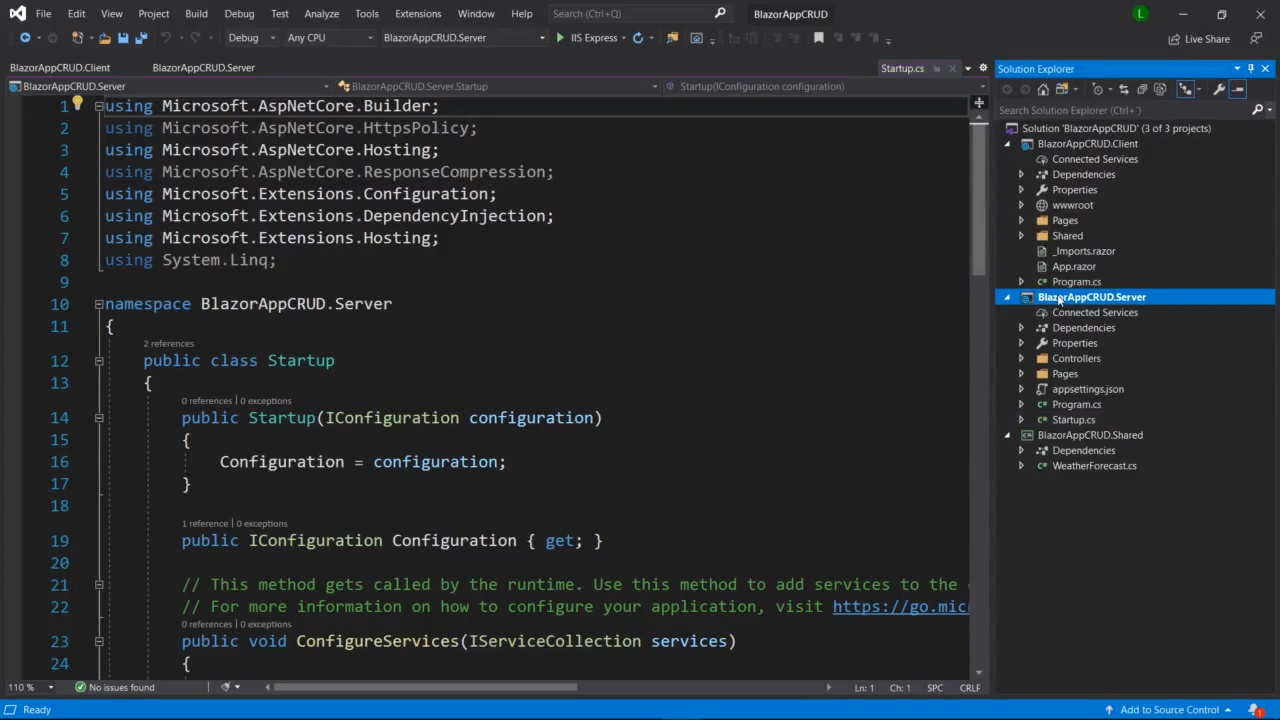 File Edit View Project Build Debug Test Analyze Tools Extensions Window Help Search (Ctrl+Q) BlazorAppCRUD L
Debug Any CPU BlazorAppCRUD.Server IIS Express Live Share
BlazorAppCRUD.Client BlazorAppCRUD.Server Startup.cs
BlazorAppCRUD.Server BlazorAppCRUD.Server.Startup Startup(IConfiguration configuration)
1 using Microsoft.AspNetCore.Builder;
2 using Microsoft.AspNetCore.HttpsPolicy;
3 using Microsoft.AspNetCore.Hosting;
4 using Microsoft.AspNetCore.ResponseCompression;
5 using Microsoft.Extensions.Configuration;
6 using Microsoft.Extensions.DependencyInjection;
7 using Microsoft.Extensions.Hosting;
8 using System.Linq;
9
10 namespace BlazorAppCRUD.Server
11 {
2 references
12 public class Startup
13 {
0 references | 0 exceptions
14 public Startup(IConfiguration configuration)
15 {
16 Configuration = configuration;
17 }
18
1 reference | 0 exceptions
19 public IConfiguration Configuration { get; }
20
21 // This method gets called by the runtime. Use this method to add services to the
22 // For more information on how to configure your application, visit https://go.mic
0 references | 0 exceptions
23 public void ConfigureServices(IServiceCollection services)
24 {
110 % No issues found Ln: 1 Ch: 1 SPC CRLF
Solution Explorer
Search Solution Explorer (Ctrl+')
Solution 'BlazorAppCRUD' (3 of 3 projects)
BlazorAppCRUD.Client
Connected Services
Dependencies
Properties
wwwroot
Pages
Shared
_Imports.razor
App.razor
Program.cs
BlazorAppCRUD.Server
Connected Services
Dependencies
Properties
Controllers
Pages
appsettings.json
Program.cs
Startup.cs
BlazorAppCRUD.Shared
Dependencies
WeatherForecast.cs
Ready Add to Source Control 1